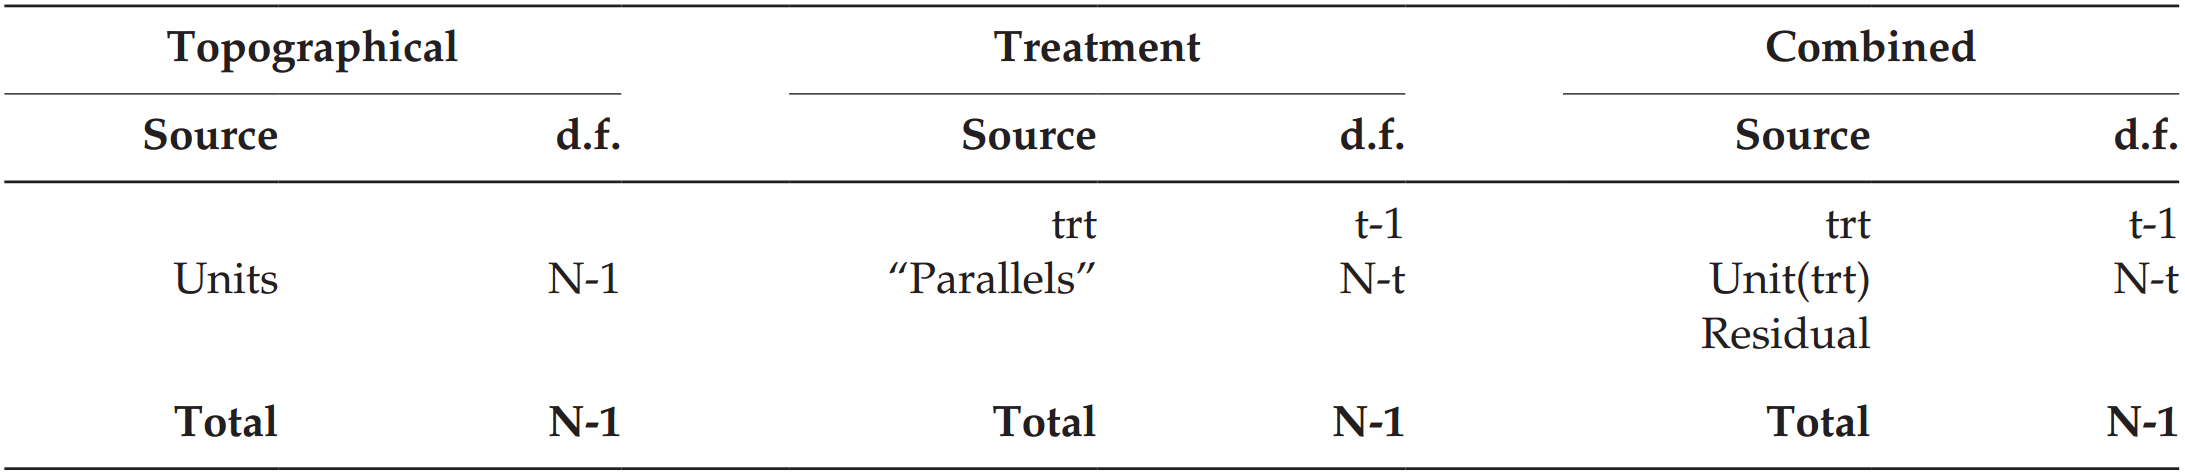 Topographical Treatment Combined
Source d.f. Source d.f. Source d.f.
trt t-1 trt t-1
Units N-1 “Parallels” N-t Unit(trt) N-t
Residual
Total N-1 Total N-1 Total N-1